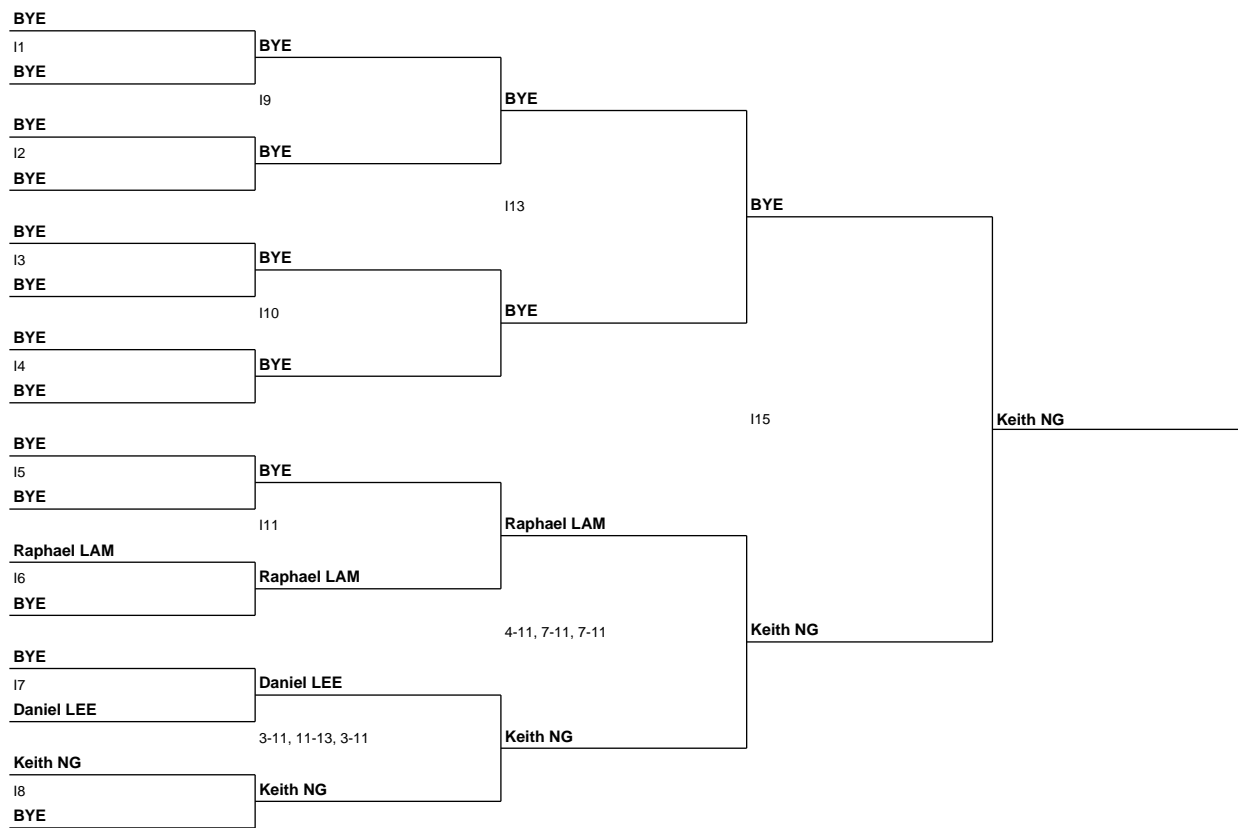 BYE
I1
BYE
BYE
I9
BYE
BYE
I2
BYE
BYE
I13
BYE
BYE
I3
BYE
BYE
I10
BYE
BYE
I4
BYE
BYE
I15
Keith NG
BYE
I5
BYE
BYE
I11
Raphael LAM
Raphael LAM
I6
Raphael LAM
BYE
4-11, 7-11, 7-11
Keith NG
BYE
I7
Daniel LEE
Daniel LEE
3-11, 11-13, 3-11
Keith NG
Keith NG
I8
Keith NG
BYE